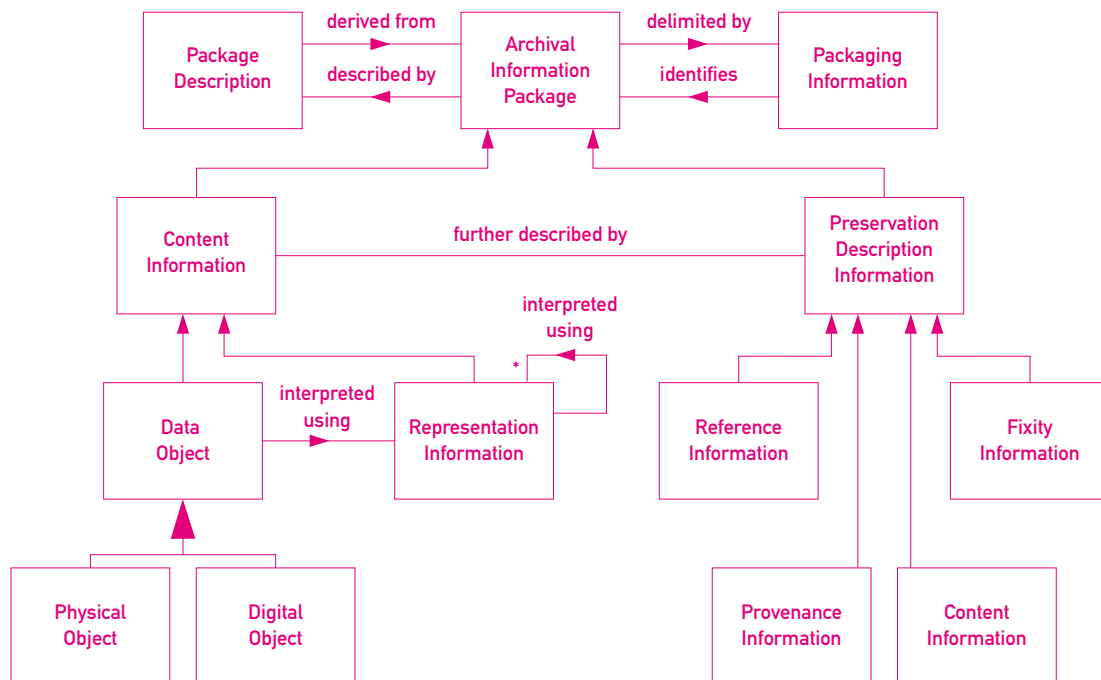 Package
Description
derived from
described by
Archival
Information
Package
delimited by
identifies
Packaging
Information
Content
Information
further described by
Preservation
Description
Information
interpreted
using
*
Data
Object
interpreted
using
Representation
Information
Reference
Information
Fixity
Information
Physical
Object
Digital
Object
Provenance
Information
Content
Information